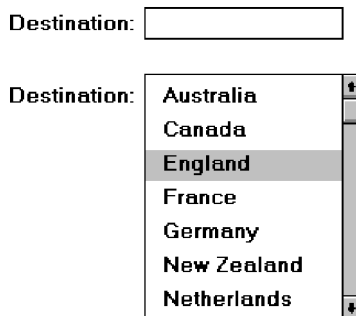 Destination:
Destination:
Australia
Canada
England
France
Germany
New Zealand
Netherlands